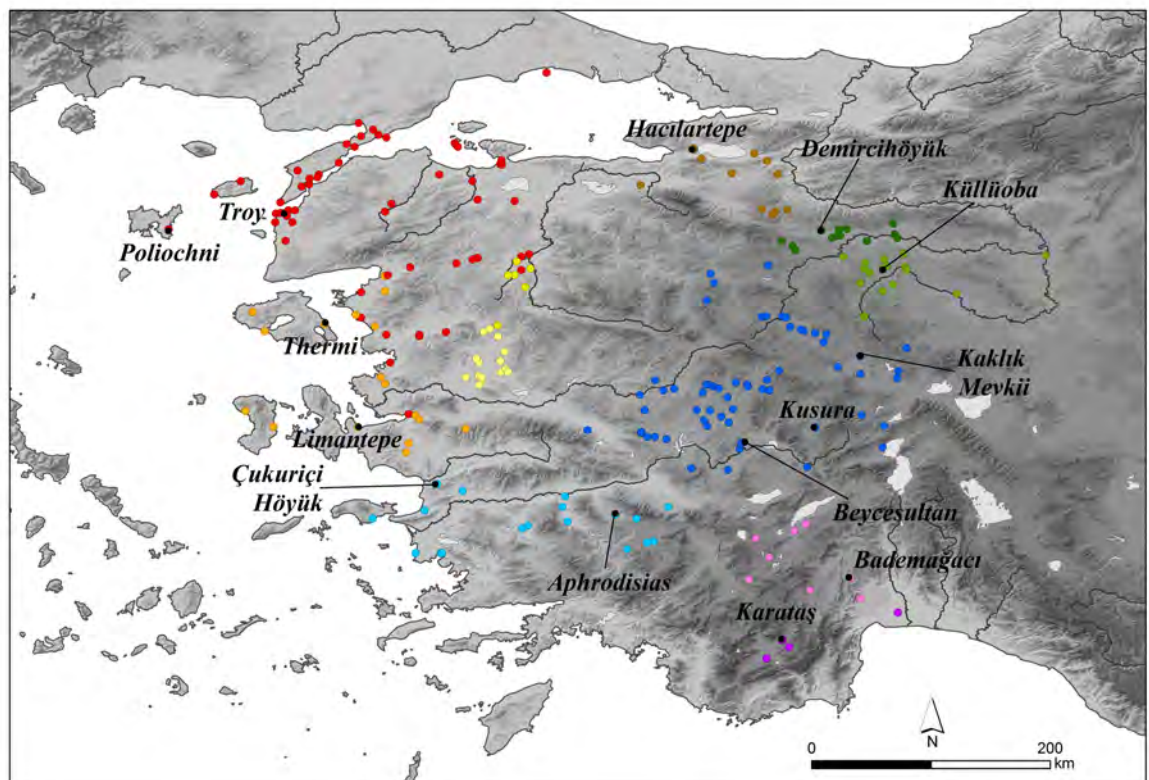 Hacılartepe
Demircihöyük
Küllüoba
Troy
Poliochni
Thermi
Kaklık
Mevkii
Kusura
Limantepe
Çukuriçi
Höyük
Beycesultan
Aphrodisias
Bademağacı
Karataş
N
0
200
km